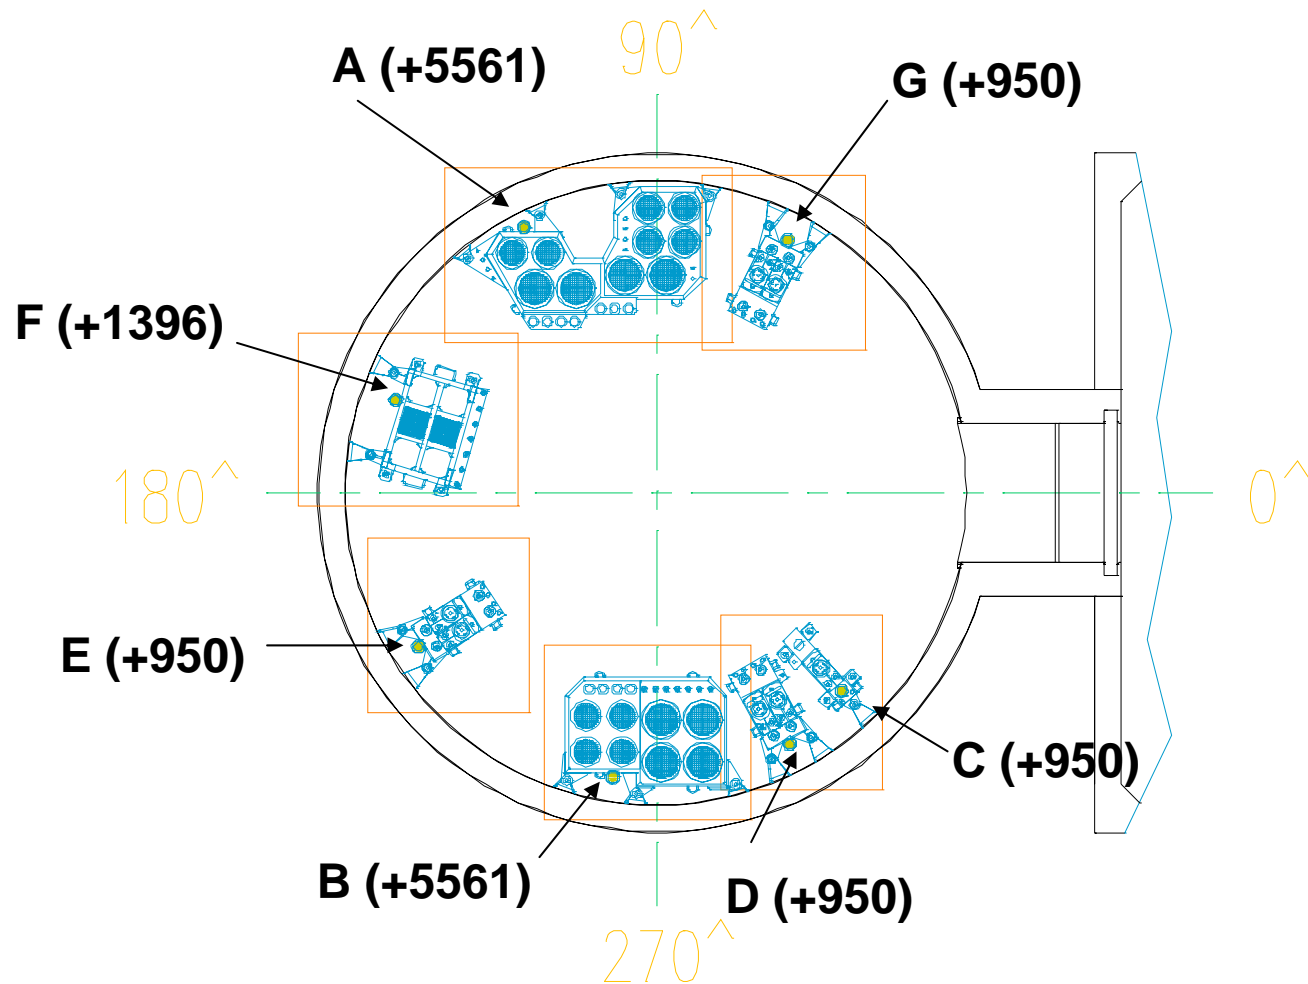 90^
A (+5561)
G (+950)
F (+1396)
180^
0^
E (+950)
C (+950)
B (+5561)
D (+950)
270^